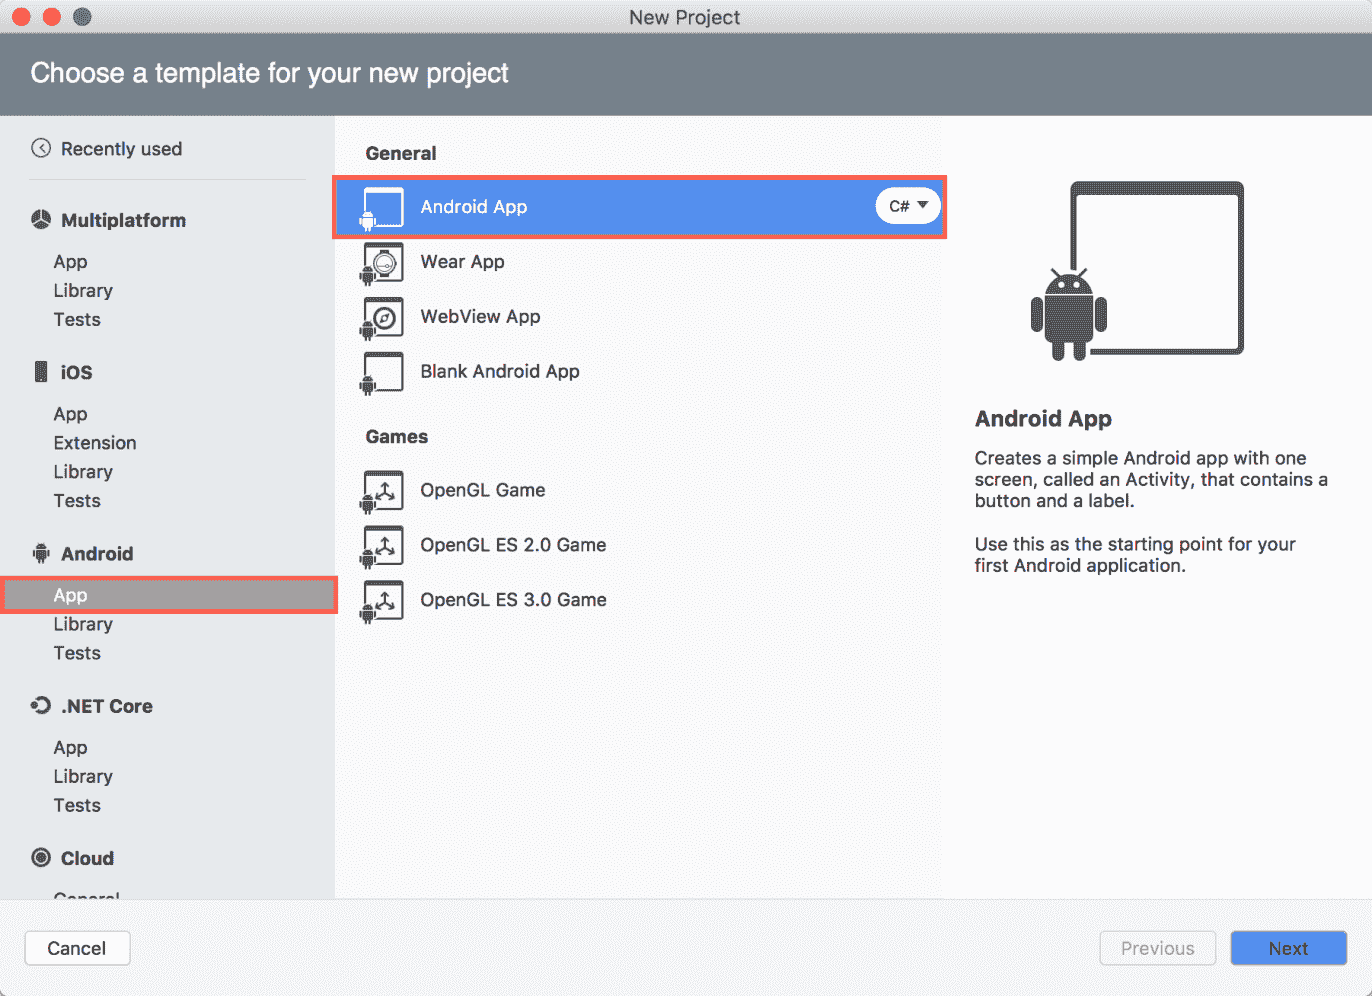 New Project
Choose a template for your new project
Recently used
Multiplatform
App
Library
Tests
iOS
App
Extension
Library
Tests
Android
App
Library
Tests
.NET Core
App
Library
Tests
Cloud
General
General
Android App
C#
Wear App
WebView App
Blank Android App
Games
OpenGL Game
OpenGL ES 2.0 Game
OpenGL ES 3.0 Game
Android App
Creates a simple Android app with one
screen, called an Activity, that contains a
button and a label.
Use this as the starting point for your
first Android application.
Cancel
Previous
Next